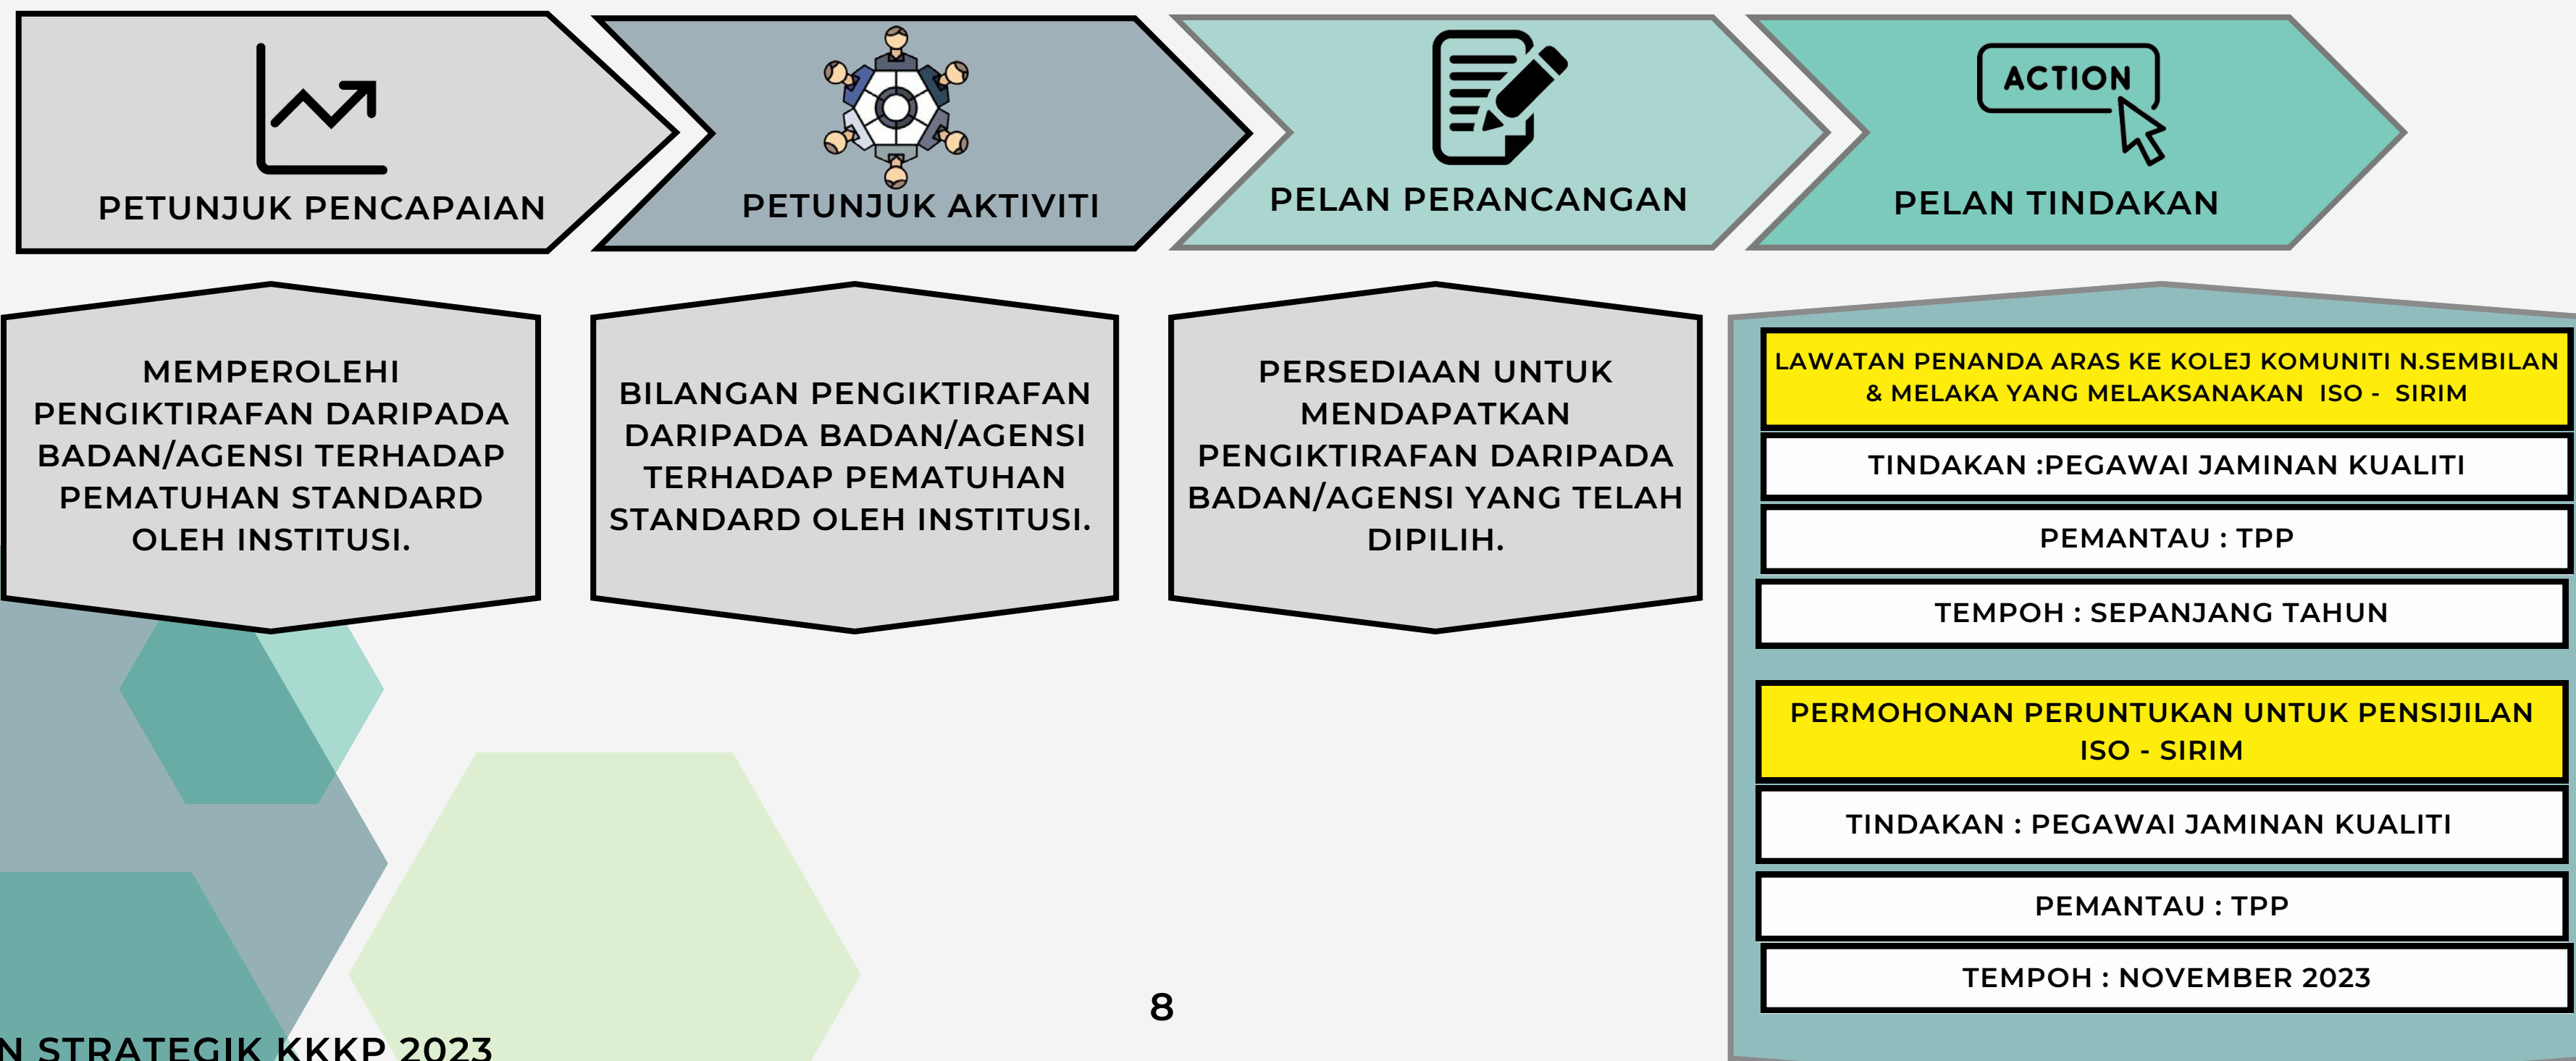 PETUNJUK PENCAPAIAN
PETUNJUK AKTIVITI
PELAN PERANCANGAN
ACTION
PELAN TINDAKAN
MEMPEROLEHI
PENGIKTIRAFAN DARIPADA
BADAN/AGENSI TERHADAP
PEMATUHAN STANDARD
OLEH INSTITUSI.
BILANGAN PENGIKTIRAFAN
DARIPADA BADAN/AGENSI
TERHADAP PEMATUHAN
STANDARD OLEH INSTITUSI.
PERSEDIAAN UNTUK
MENDAPATKAN
PENGIKTIRAFAN DARIPADA
BADAN/AGENSI YANG TELAH
DIPILIH.
LAWATAN PENANDA ARAS KE KOLEJ KOMUNITI N.SEMBILAN
& MELAKA YANG MELAKSANAKAN ISO - SIRIM
TINDAKAN :PEGAWAI JAMINAN KUALITI
PEMANTAU : TPP
TEMPOH : SEPANJANG TAHUN
PERMOHONAN PERUNTUKAN UNTUK PENSIJILAN
ISO - SIRIM
TINDAKAN : PEGAWAI JAMINAN KUALITI
PEMANTAU : TPP
TEMPOH : NOVEMBER 2023
8
N STRATEGIK KKKP 2023